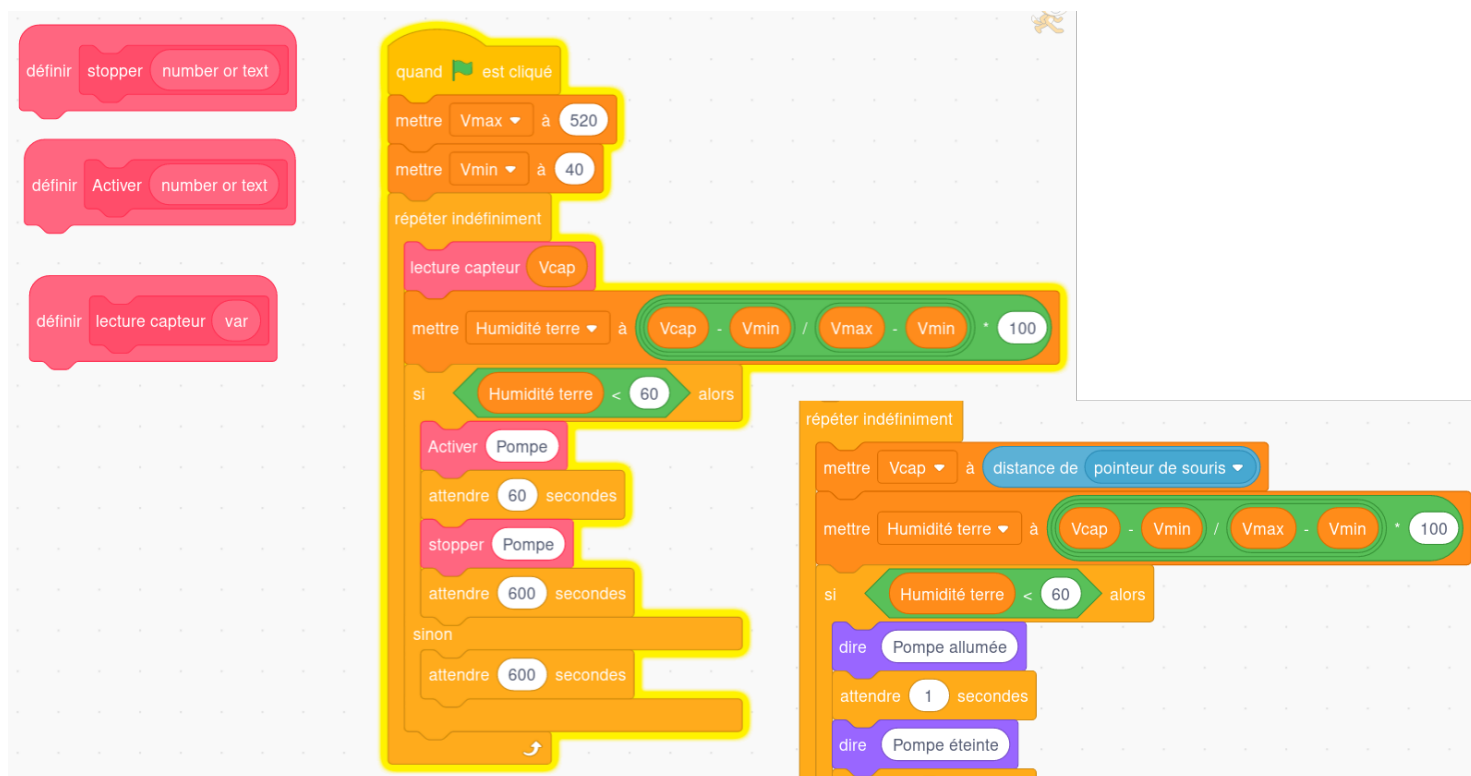 définir stopper number or text
définir Activer number or text
définir lecture capteur var
quand est cliqué
mettre Vmax à 520
mettre Vmin à 40
répéter indéfiniment
lecture capteur Vcap
mettre Humidité terre à Vcap - Vmin / Vmax - Vmin * 100
si Humidité terre < 60 alors
Activer Pompe
attendre 60 secondes
stopper Pompe
attendre 600 secondes
sinon
attendre 600 secondes
répéter indéfiniment
mettre Vcap à distance de pointeur de souris
mettre Humidité terre à Vcap - Vmin / Vmax - Vmin * 100
si Humidité terre < 60 alors
dire Pompe allumée
attendre 1 secondes
dire Pompe éteinte